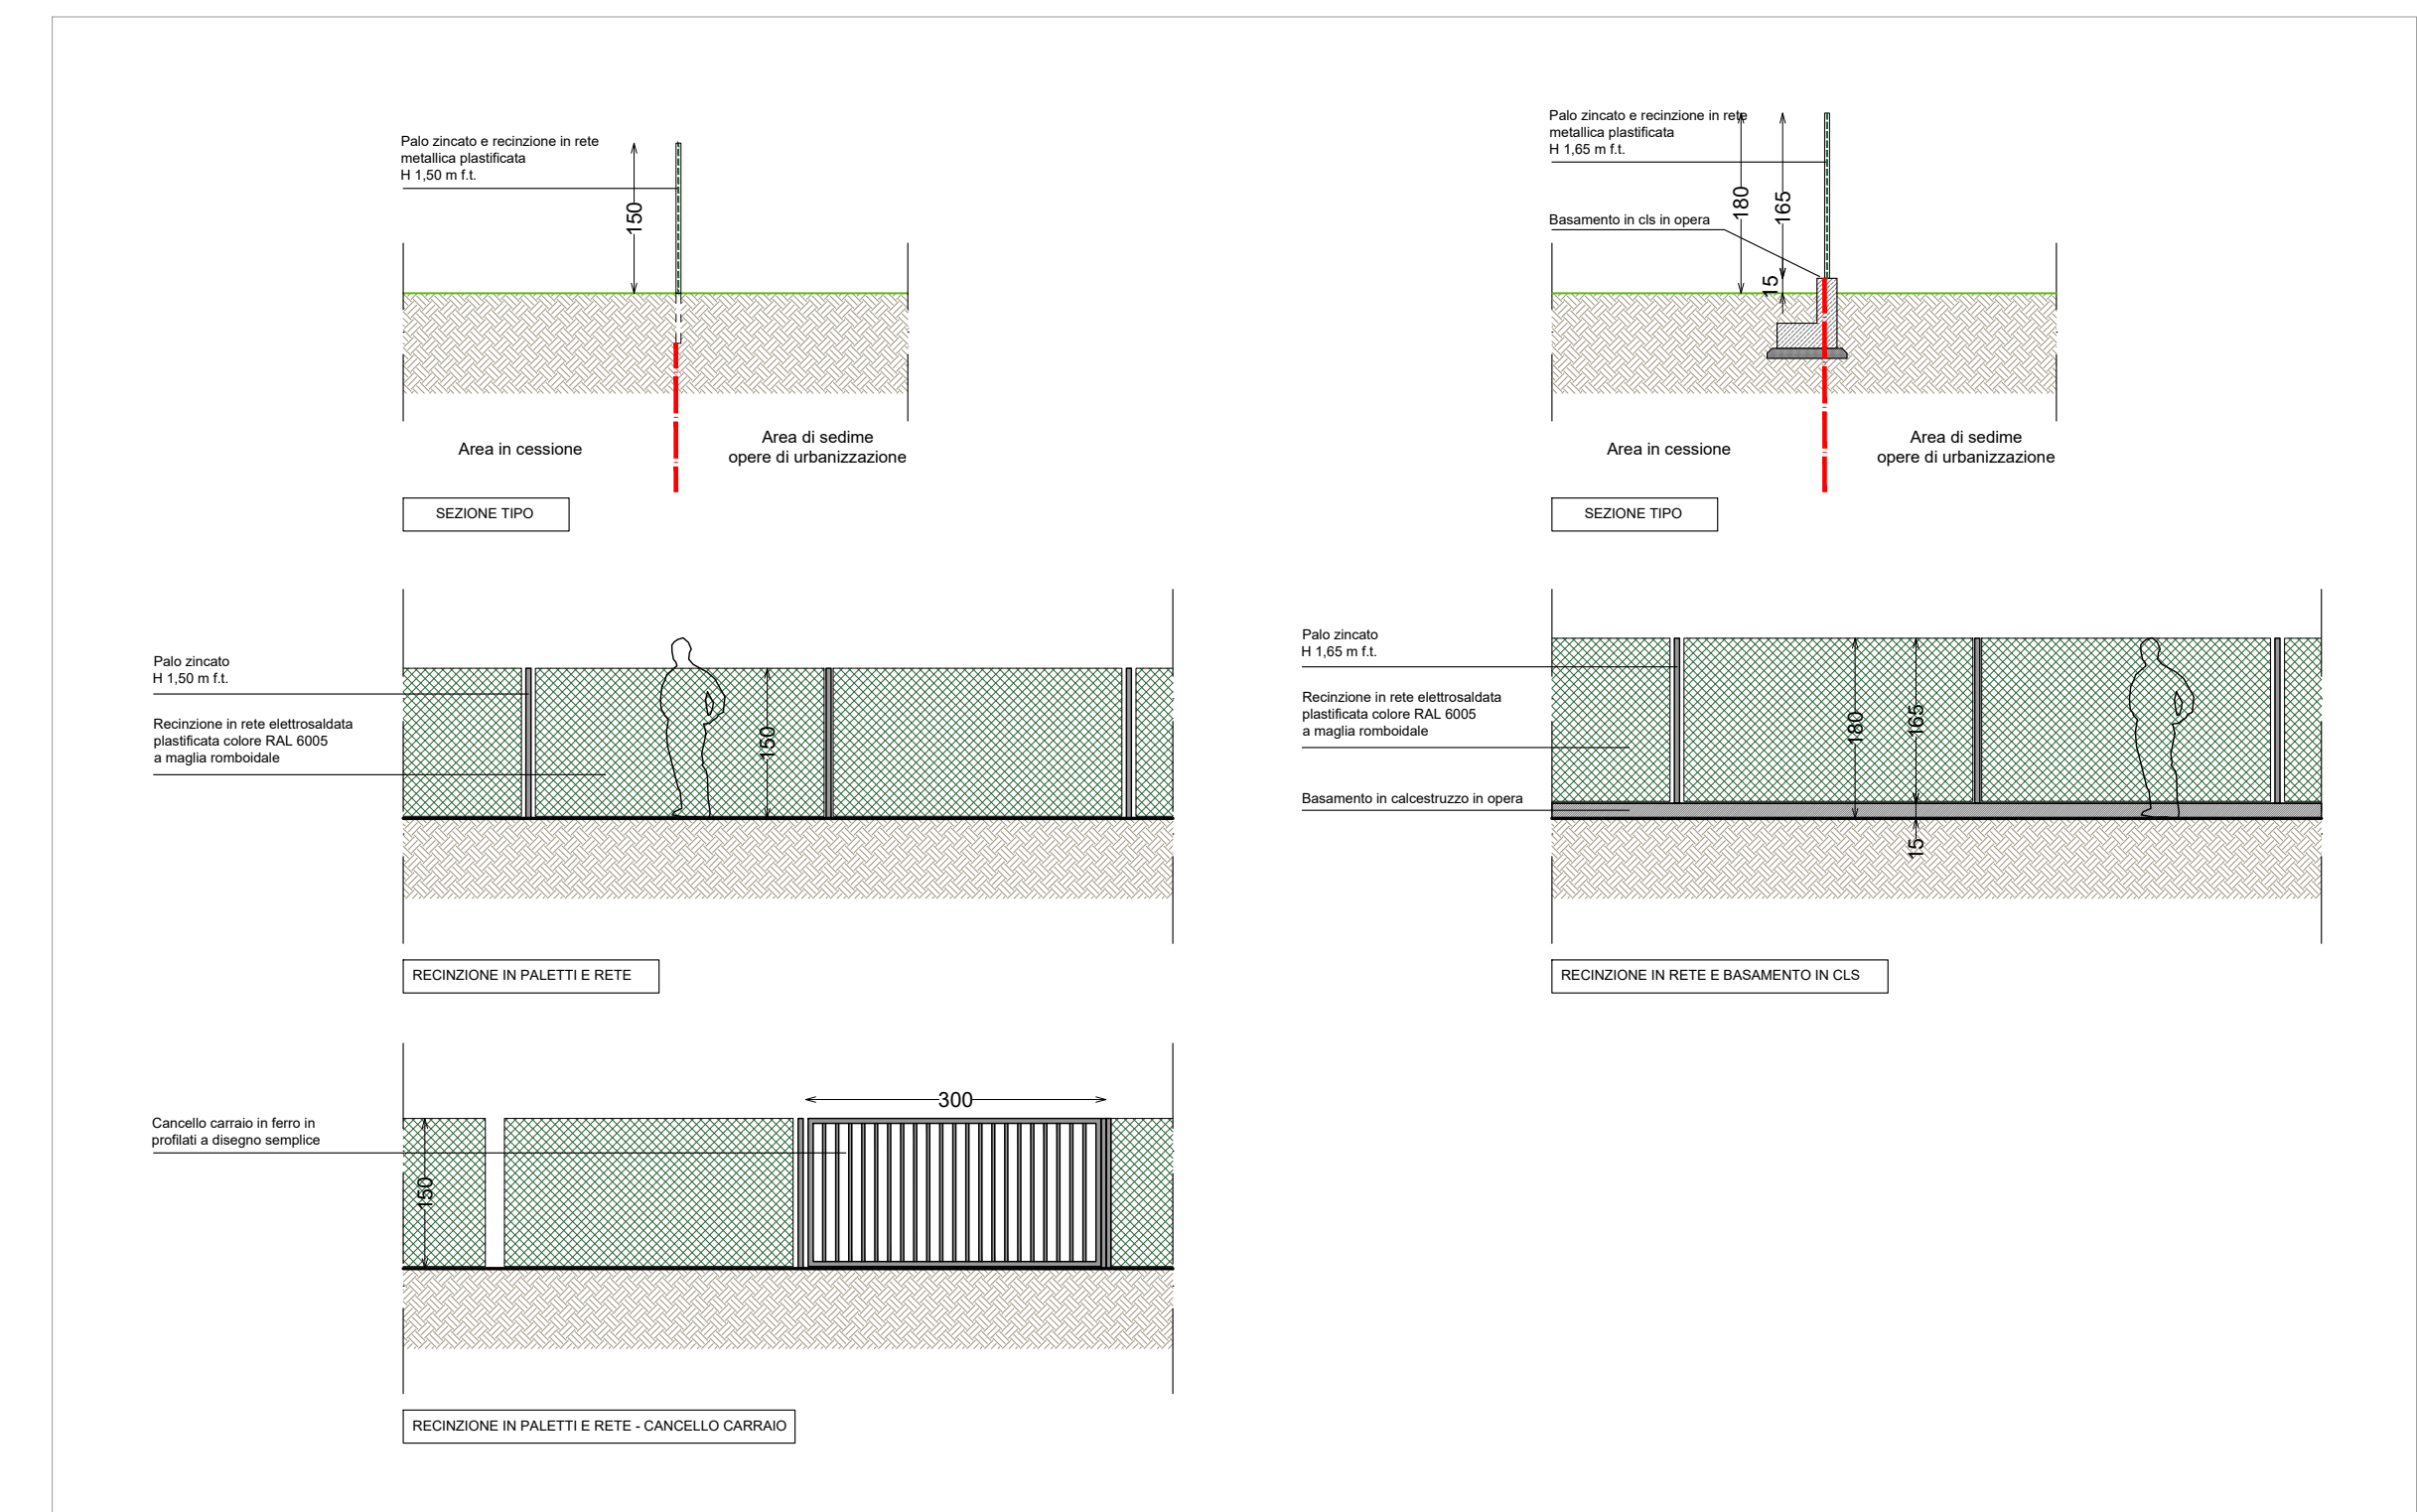 Palo zincato e recinzione in rete
metallica plastificata
H 1,50 m f.t.
150
Area in cessione
Area di sedime
opere di urbanizzazione
SEZIONE TIPO
Palo zincato e recinzione in rete
metallica plastificata
H 1,65 m f.t.
180
165
Basamento in cls in opera
15
Area in cessione
Area di sedime
opere di urbanizzazione
SEZIONE TIPO
Palo zincato
H 1,50 m f.t.
Recinzione in rete elettrosaldata
plastificata colore RAL 6005
a maglia romboidale
150
RECINZIONE IN PALETTI E RETE
Palo zincato
H 1,65 m f.t.
Recinzione in rete elettrosaldata
plastificata colore RAL 6005
a maglia romboidale
180
165
Basamento in calcestruzzo in opera
15
RECINZIONE IN RETE E BASAMENTO IN CLS
300
Cancello carraio in ferro in
profilati a disegno semplice
150
RECINZIONE IN PALETTI E RETE - CANCELLO CARRAIO